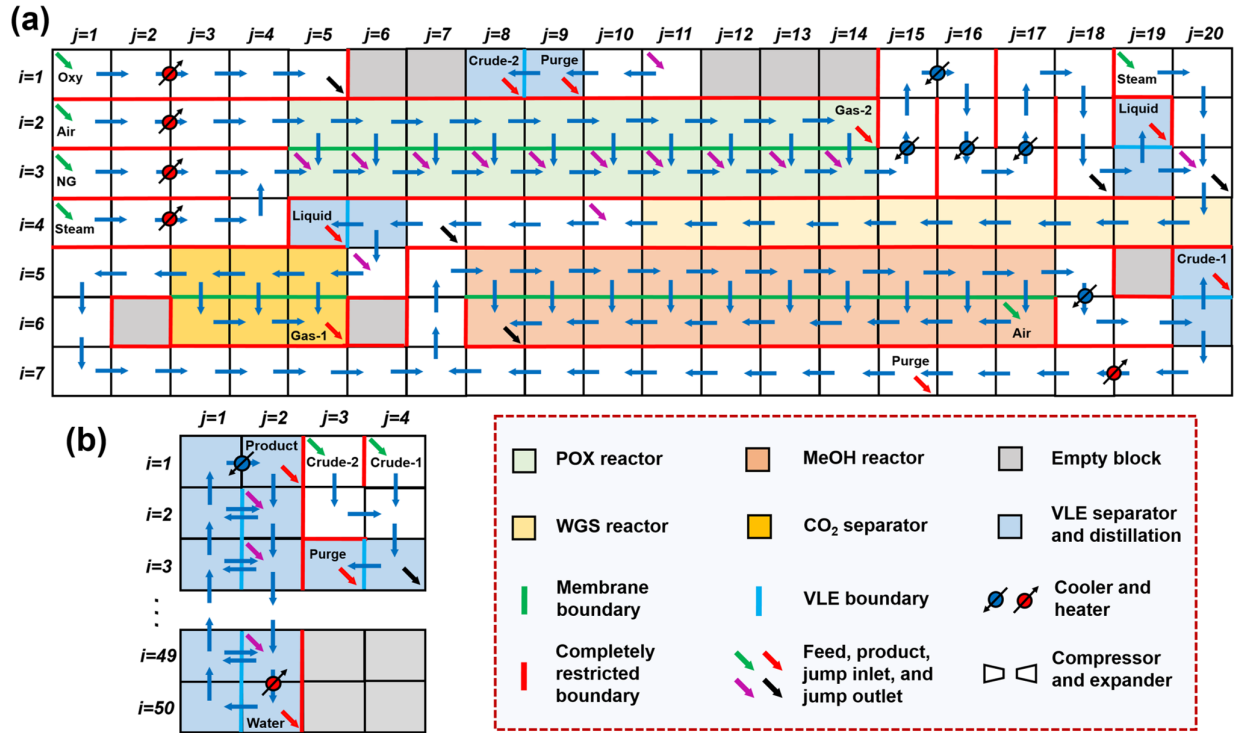 (a)
j=1 j=2 j=3 j=4 j=5 j=6 j=7 j=8 j=9 j=10 j=11 j=12 j=13 j=14 j=15 j=16 j=17 j=18 j=19 j=20
i=1
Oxy
Crude-2
Purge
Steam
i=2
Air
Gas-2
Liquid
i=3
NG
i=4
Steam
Liquid
i=5
Crude-1
i=6
Gas-1
Air
i=7
Purge
(b)
j=1 j=2 j=3 j=4
i=1
Product
Crude-2
Crude-1
i=2
i=3
Purge
i=49
i=50
Water
POX reactor
MeOH reactor
Empty block
WGS reactor
CO₂ separator
VLE separator
and distillation
Membrane
boundary
VLE boundary
Cooler and
heater
Completely
restricted
boundary
Feed, product,
jump inlet, and
jump outlet
Compressor
and expander